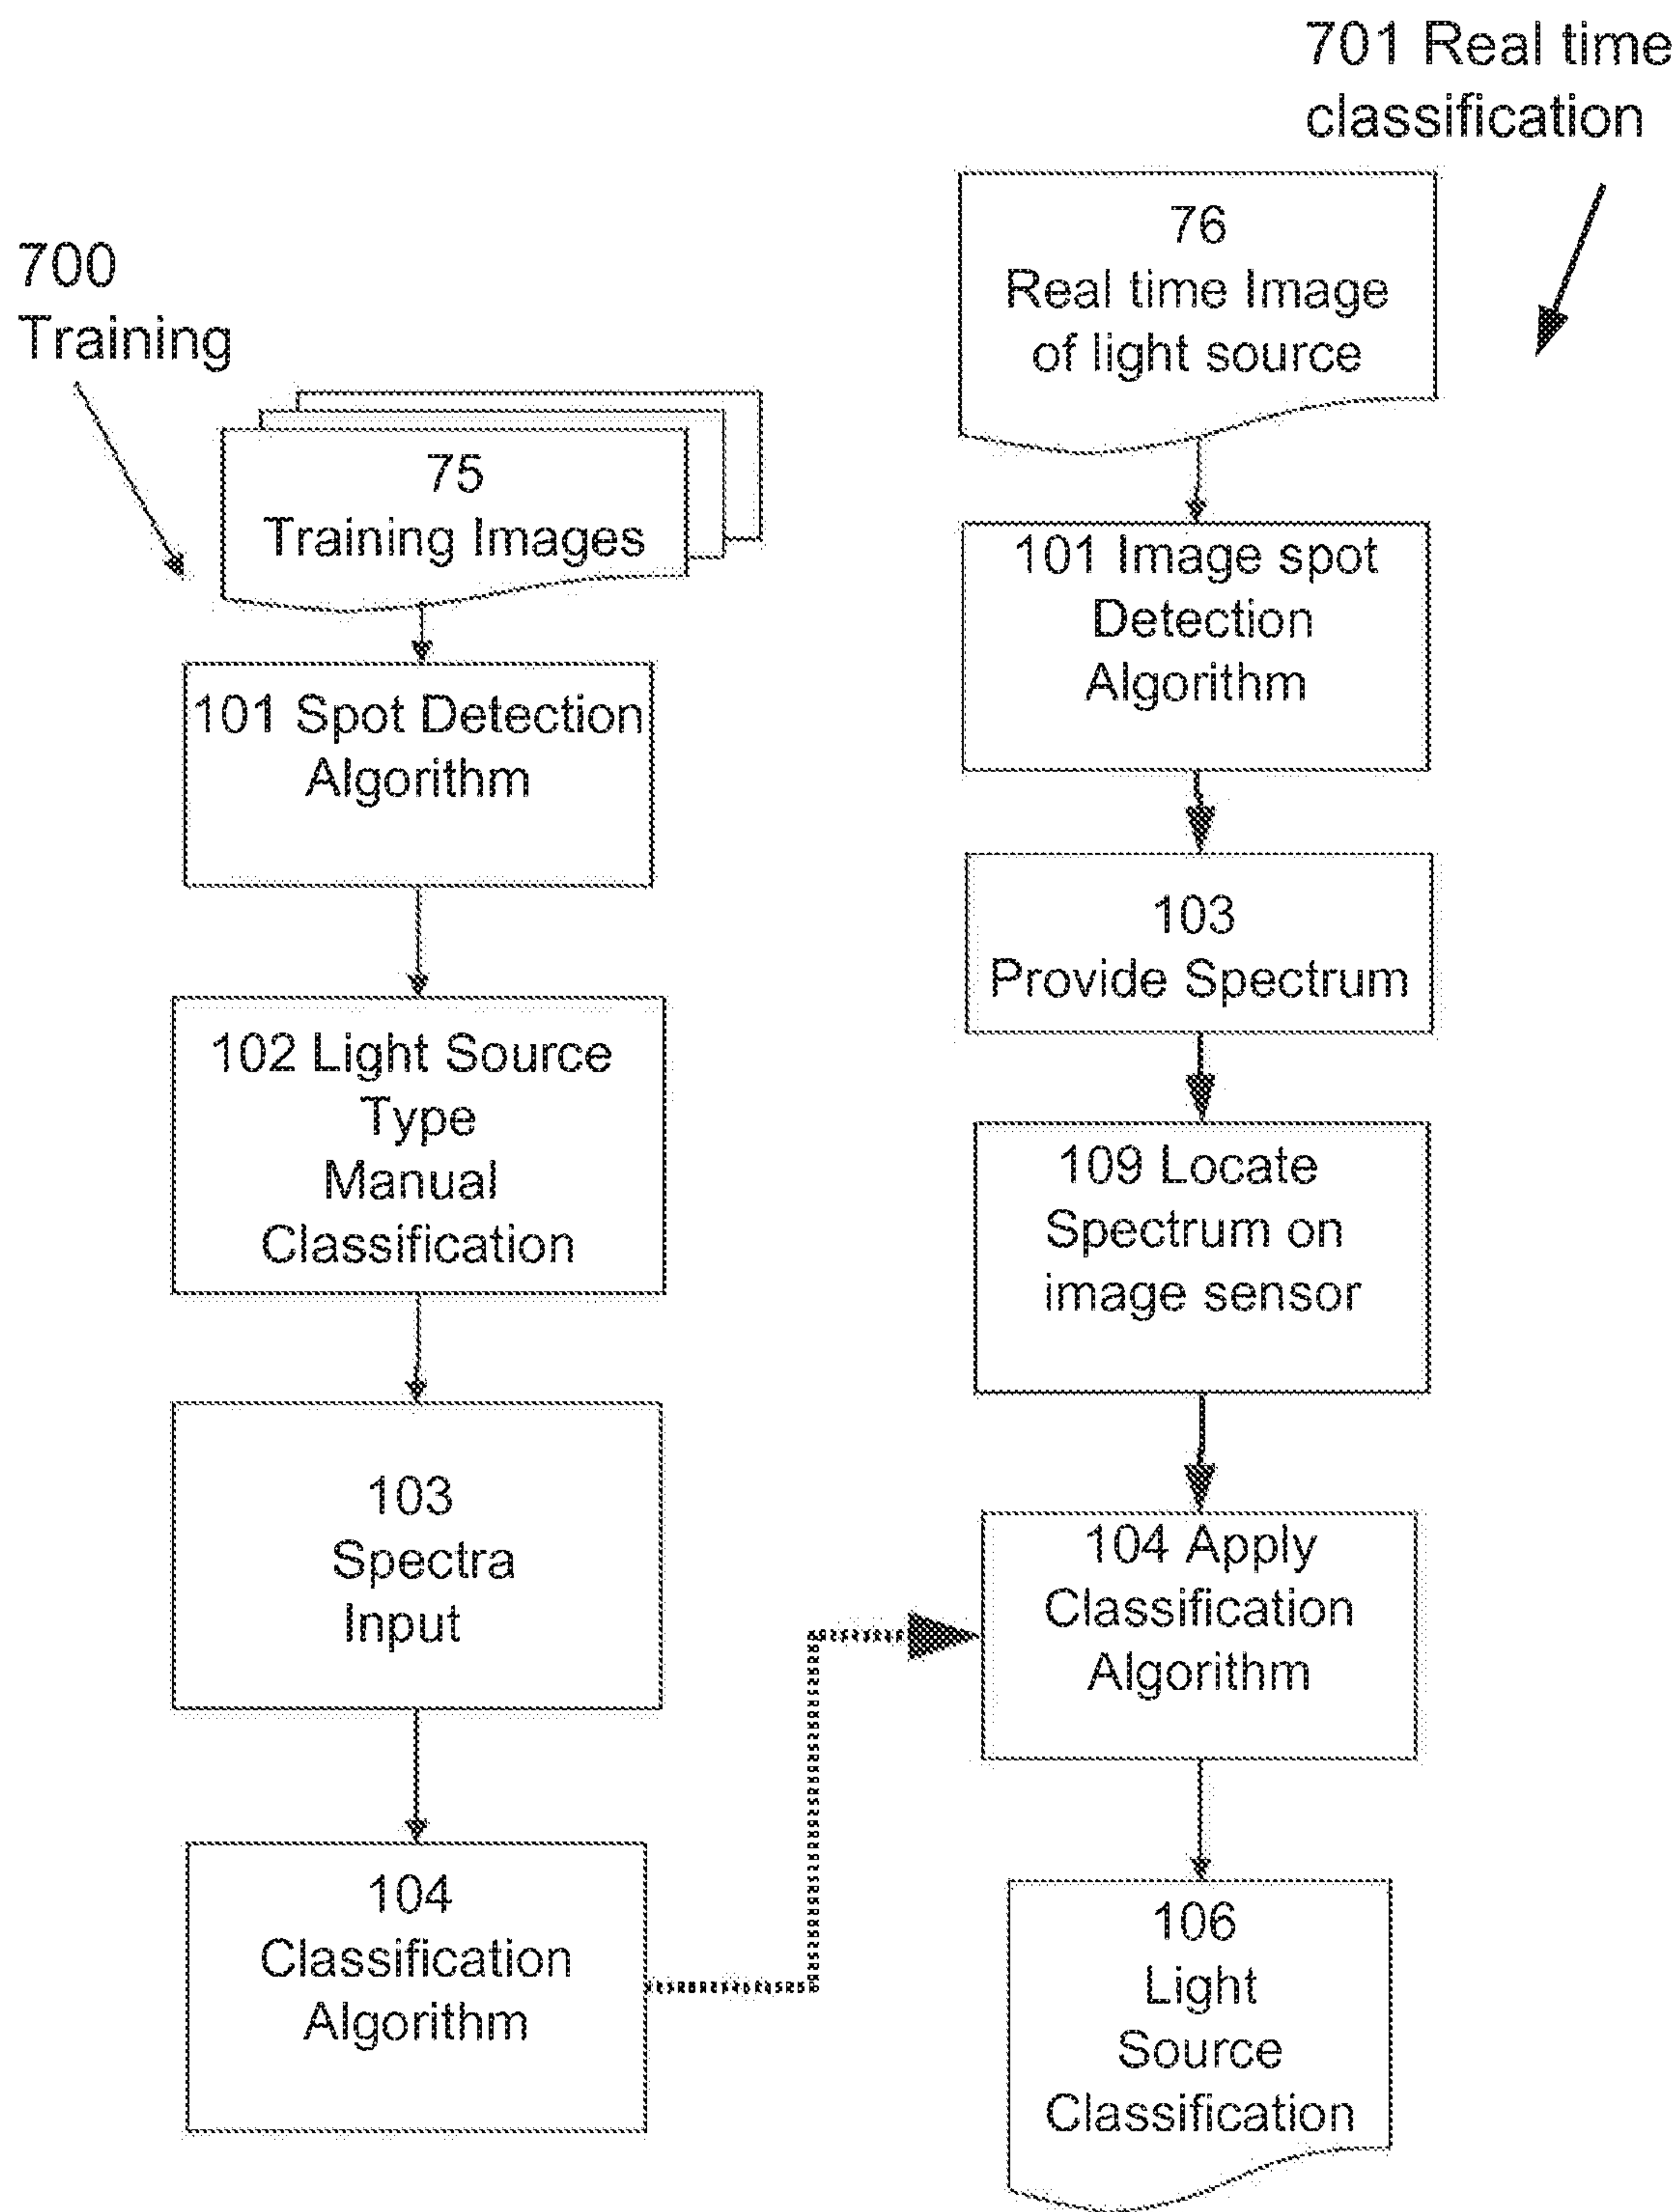 701 Real time
classification
700
Training
75
Training Images
101 Spot Detection
Algorithm
102 Light Source
Type
Manual
Classification
103
Spectra
Input
104
Classification
Algorithm
76
Real time Image
of light source
101 Image spot
Detection
Algorithm
103
Provide Spectrum
109 Locate
Spectrum on
image sensor
104 Apply
Classification
Algorithm
106
Light
Source
Classification